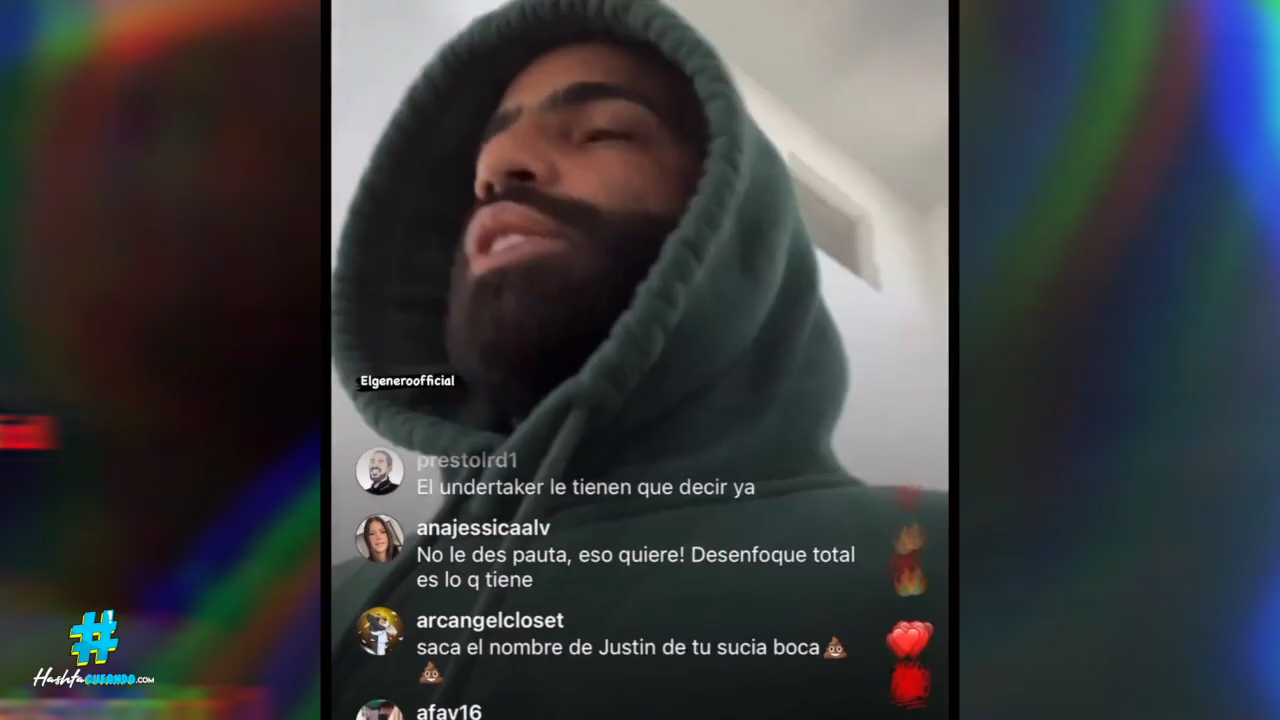 Elgeneroofficial
prestolrd1
El undertaker le tienen que decir ya
anajessicaalv
No le des pauta, eso quiere! Desenfoque total
es lo q tiene
arcangelcloset
saca el nombre de Justin de tu sucia boca💩
💩
afav16
#
HashtaGUEANDO.COM